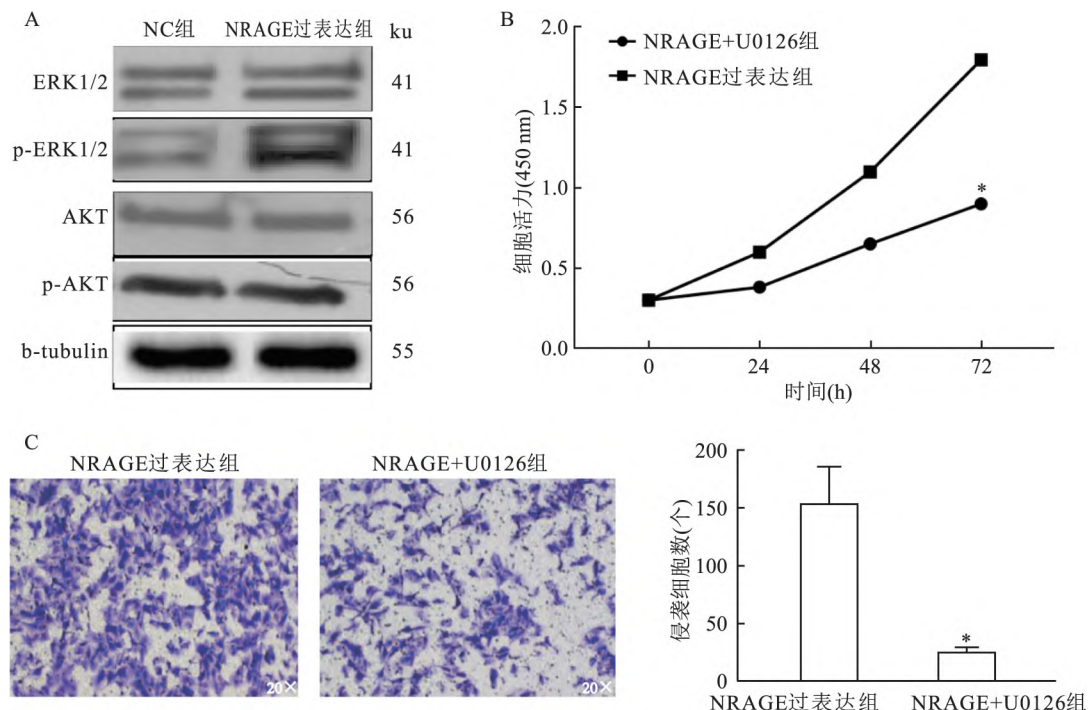 A
NC组 NRAGE过表达组 ku
ERK1/2 41
p-ERK1/2 41
AKT 56
p-AKT 56
b-tubulin 55
B
NRAGE+U0126组
NRAGE过表达组
细胞活力(450 nm)
2.0
1.5
1.0
0.5
0.0
*
0 24 48 72
时间(h)
C
NRAGE过表达组 NRAGE+U0126组
20× 20×
侵袭细胞数(个)
200
150
100
50
0
*
NRAGE过表达组 NRAGE+U0126组